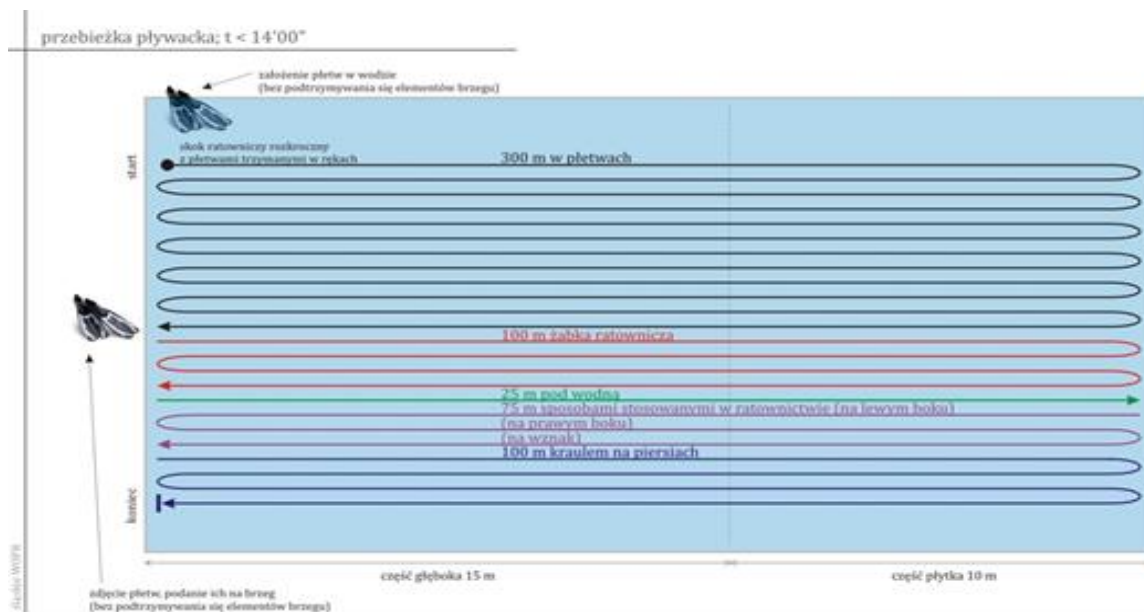 przebieżka pływacka; t < 14'00"
założenie płetw w wodzie
(bez podtrzymywania się elementów brzegu)
skok ratowniczy rozkroczny
z płetwami trzymanymi w rękach
start
300 m w płetwach
100 m żabka ratownicza
25 m pod wodną
75 m sposobami stosowanymi w ratownictwie (na lewym boku)
(na prawym boku)
(na wznak)
100 m kraulem na piersiach
koniec
część głęboka 15 m
część płytka 10 m
zdjęcie płetw, podanie ich na brzeg
(bez podtrzymywania się elementów brzegu)
śląskie WOPR